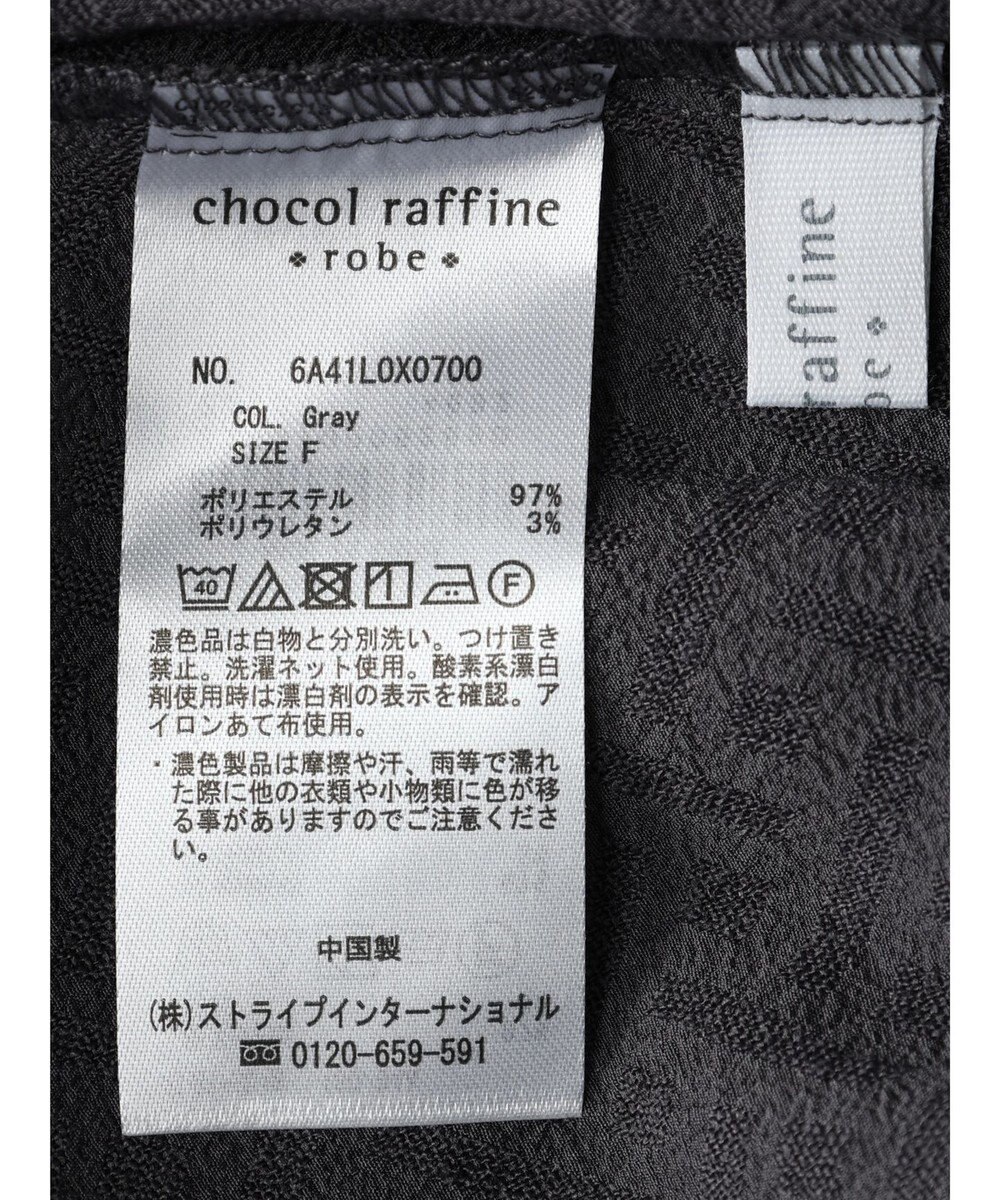 chocol raffine
robe
NO. 6A41L0X0700
COL. Gray
SIZE F
ポリエステル 97%
ポリウレタン 3%
40 F
濃色品は白物と分別洗い。つけ置き
禁止。洗濯ネット使用。酸素系漂白
剤使用時は漂白剤の表示を確認。ア
イロンあて布使用。
・濃色製品は摩擦や汗、雨等で濡れ
た際に他の衣類や小物類に色が移
る事がありますのでご注意くださ
い。
中国製
(株)ストライプインターナショナル
0120-659-591
raffine
be